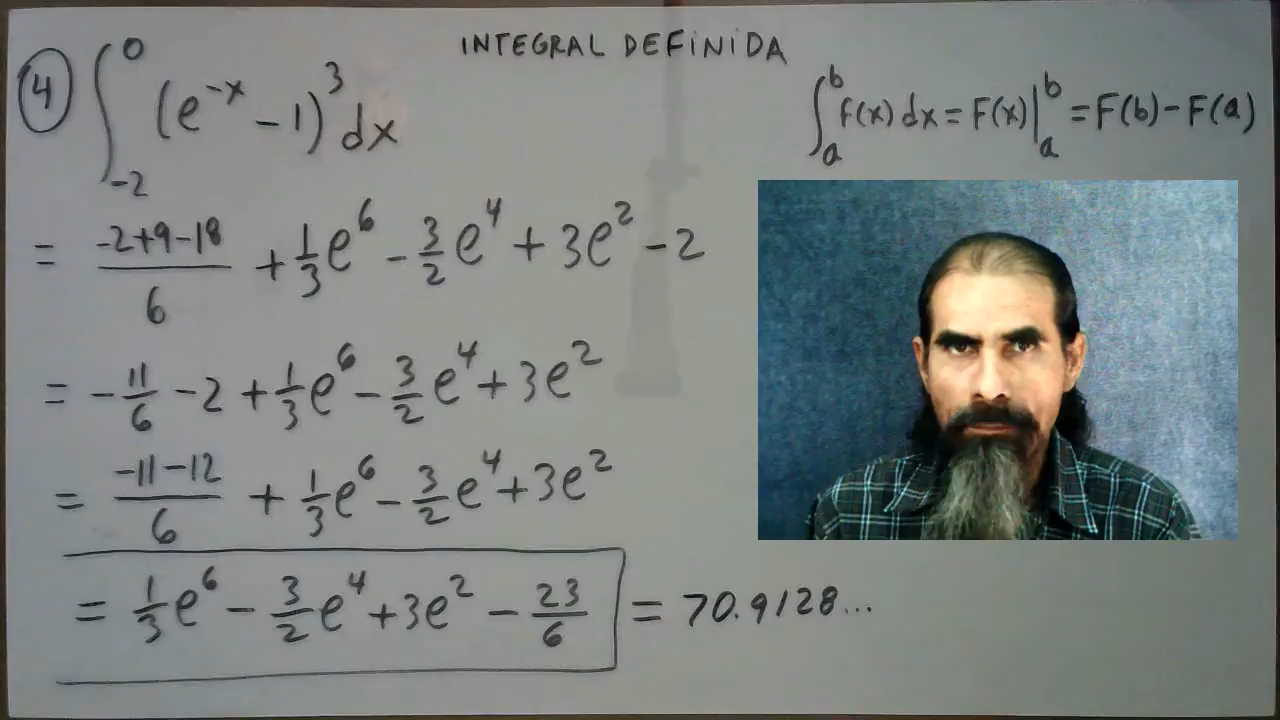 INTEGRAL DEFINIDA
④ ∫₋₂⁰ (e⁻ˣ - 1)³ dx
∫ₐᵇ f(x) dx = F(x)|ₐᵇ = F(b) - F(a)
= (-2+9-18)/6 + 1/3 e⁶ - 3/2 e⁴ + 3e² - 2
= - 11/6 - 2 + 1/3 e⁶ - 3/2 e⁴ + 3e²
= (-11-12)/6 + 1/3 e⁶ - 3/2 e⁴ + 3e²
= 1/3 e⁶ - 3/2 e⁴ + 3e² - 23/6 = 70.9128...